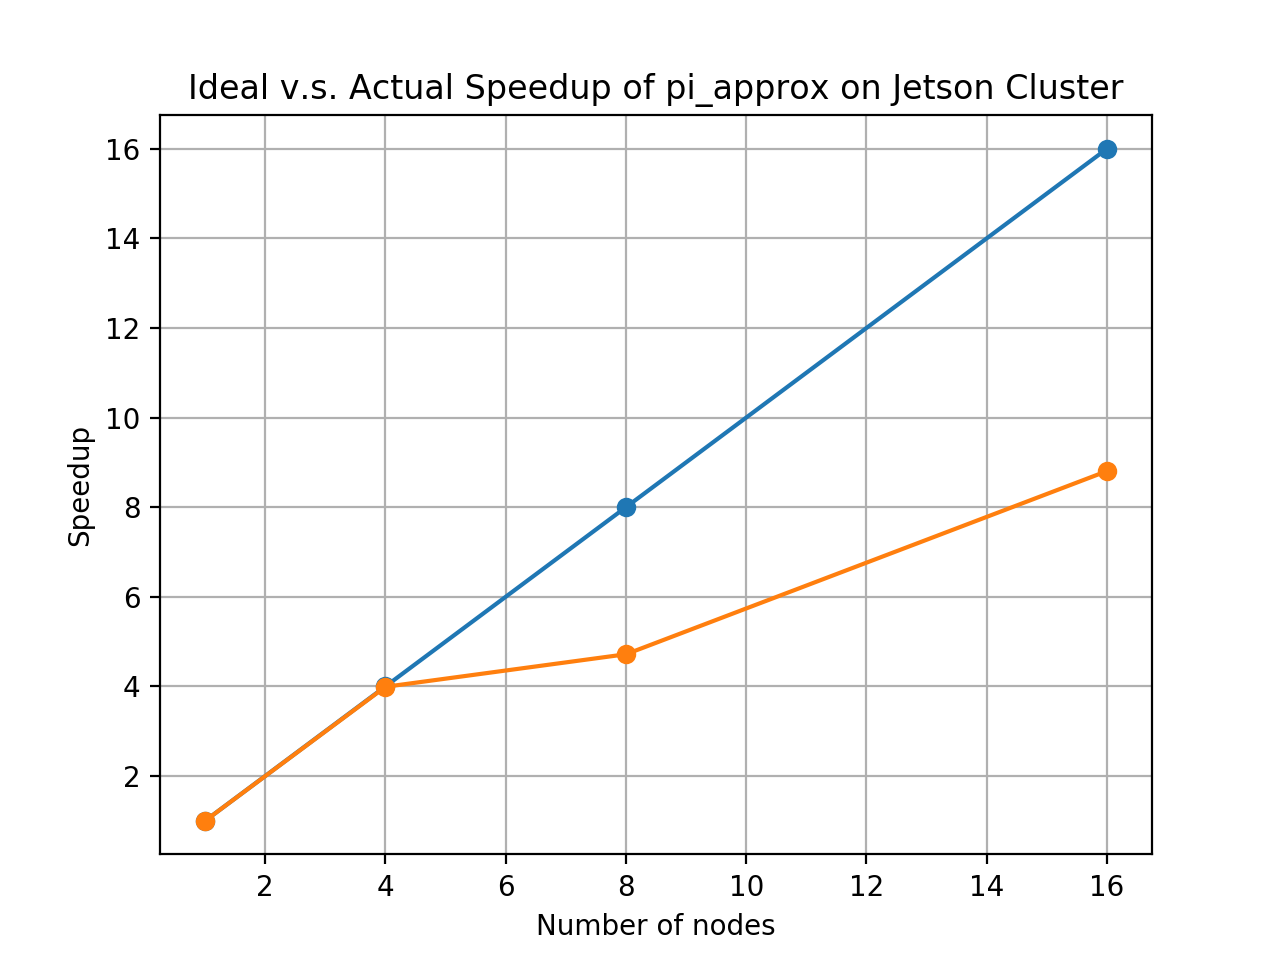 Ideal v.s. Actual Speedup of pi_approx on Jetson Cluster
16
14
12
10
8
6
4
2
Speedup
2 4 6 8 10 12 14 16
Number of nodes